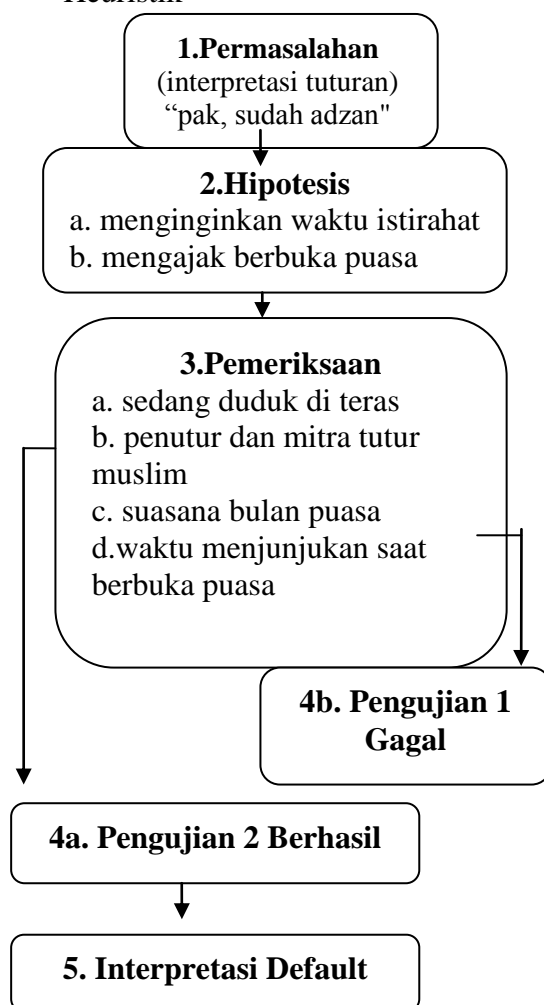 1.Permasalahan
(interpretasi tuturan)
“pak, sudah adzan"
2.Hipotesis
a. menginginkan waktu istirahat
b. mengajak berbuka puasa
3.Pemeriksaan
a. sedang duduk di teras
b. penutur dan mitra tutur
muslim
c. suasana bulan puasa
d.waktu menjunjukan saat
berbuka puasa
4b. Pengujian 1
Gagal
4a. Pengujian 2 Berhasil
5. Interpretasi Default